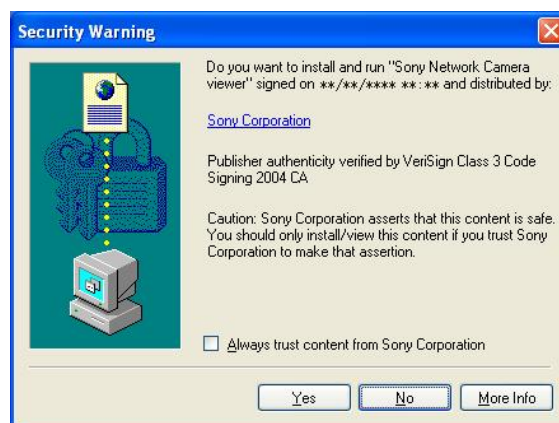 Security Warning
Do you want to install and run "Sony Network Camera
viewer" signed on **/**/**** **:** and distributed by:
Sony Corporation
Publisher authenticity verified by VeriSign Class 3 Code
Signing 2004 CA
Caution: Sony Corporation asserts that this content is safe.
You should only install/view this content if you trust Sony
Corporation to make that assertion.
Always trust content from Sony Corporation
Yes
No
More Info